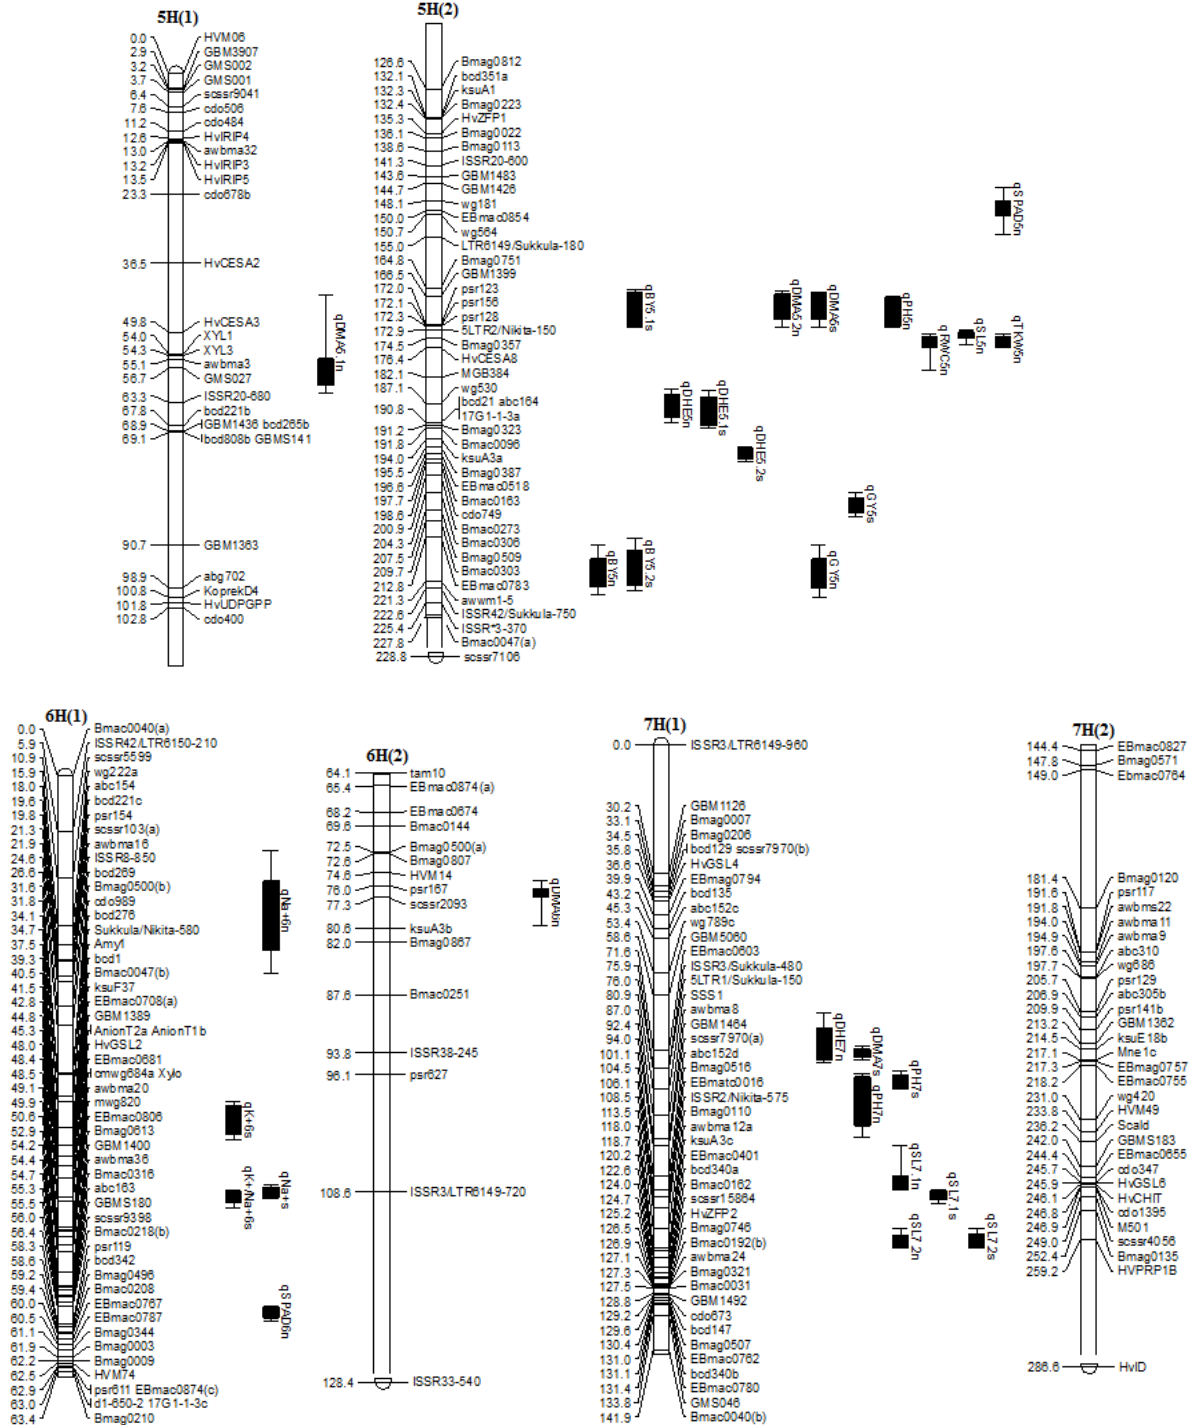 5H(1)
0.0 HVM06
2.9 GBM3907
3.2 GMS002
3.7 GMS001
6.4 scssr9041
7.6 cdo506
11.2 cdo484
12.6 HvIRIP4
13.0 awbma32
13.2 HvIRIP3
13.5 HvIRIP5
23.3 cdo678b
36.5 HvCESA2
49.8 HvCESA3
54.0 XYL1
54.3 XYL3
55.1 awbma3
56.7 GMS027
63.3 ISSR20-680
67.8 bcd221b
68.9 GBM1436 bcd265b
69.1 bcd808b GBMS141
90.7 GBM1363
98.9 abg702
100.8 KoprekD4
101.8 HvUDPGPP
102.8 cdo400
qDMA5.1n
5H(2)
126.6 Bmag0812
132.1 bcd351a
132.3 ksuA1
132.4 Bmag0223
135.3 HvZFP1
136.1 Bmag0022
138.6 Bmag0113
141.3 ISSR20-600
143.6 GBM1483
144.7 GBM1426
148.1 wg181
150.0 EBmac0854
150.7 wg564
155.0 LTR6149/Sukkula-180
164.8 Bmag0751
166.5 GBM1399
172.0 psr123
172.1 psr156
172.3 psr128
172.9 5LTR2/Nikita-150
174.5 Bmag0357
176.4 HvCESA8
182.1 MGB384
187.1 wg530
190.8 bcd21 abc164
17G1-1-3a
191.2 Bmag0323
191.8 Bmac0096
194.0 ksuA3a
195.5 Bmag0387
196.6 EBmac0518
197.7 Bmac0163
198.6 cdo749
200.9 Bmac0273
204.3 Bmac0306
207.5 Bmag0509
209.7 Bmac0303
212.8 EBmac0783
221.3 awwm1-5
222.6 ISSR42/Sukkula-750
225.4 ISSR*3-370
227.8 Bmac0047(a)
228.8 scssr7106
qSPAD5n
qBY5.1s
qDMA5.2n
qDMA5s
qPH5n
qRWC5n
qSL5n
qTKW5n
qDHE5n
qDHE5.1s
qDHE5.2s
qGY5s
qBY5n
qBY5.2s
qGY5n
6H(1)
0.0 Bmac0040(a)
5.9 ISSR42/LTR6150-210
10.9 scssr5599
15.9 wg222a
18.0 abc154
19.6 bcd221c
19.8 psr154
21.3 scssr103(a)
21.9 awbma16
24.6 ISSR8-850
26.6 bcd269
31.6 Bmag0500(b)
31.8 cdo989
34.1 bcd276
34.7 Sukkula/Nikita-580
37.5 Amy1
39.3 bcd1
40.5 Bmac0047(b)
41.5 ksuF37
42.8 EBmac0708(a)
44.8 GBM1389
45.3 AnionT2a AnionT1b
48.0 HvGSL2
48.4 EBmac0681
48.5 cmwg684a Xylo
49.1 awbma20
49.9 mwg820
50.6 EBmac0806
52.9 Bmag0613
54.2 GBM1400
54.4 awbma36
54.7 Bmac0316
55.3 abc163
55.5 GBMS180
56.0 scssr9398
56.4 Bmac0218(b)
58.3 psr119
58.6 bcd342
59.2 Bmag0496
59.4 Bmac0208
60.0 EBmac0767
60.5 EBmac0787
61.1 Bmag0344
61.9 Bmag0003
62.2 Bmag0009
62.5 HVM74
62.9 psr611 EBmac0874(c)
63.0 d1-650-2 17G1-1-3c
63.4 Bmag0210
qNa+6n
qK+6s
qK+/Na+6s
qNa+s
qSPAD6n
6H(2)
64.1 tam10
65.4 EBmac0874(a)
68.2 EBmac0674
69.6 Bmac0144
72.5 Bmag0500(a)
72.6 Bmag0807
74.6 HVM14
76.0 psr167
77.3 scssr2093
80.6 ksuA3b
82.0 Bmag0867
87.6 Bmac0251
93.8 ISSR38-245
96.1 psr627
108.6 ISSR3/LTR6149-720
128.4 ISSR33-540
7H(1)
0.0 ISSR3/LTR6149-960
30.2 GBM1126
33.1 Bmag0007
34.5 Bmag0206
35.8 bcd129 scssr7970(b)
36.6 HvGSL4
39.9 EBmag0794
43.2 bcd135
45.3 abc152c
53.4 wg789c
58.6 GBM5060
71.6 EBmac0603
75.9 ISSR3/Sukkula-480
76.0 5LTR1/Sukkula-150
80.9 SSS1
87.0 awbma8
92.4 GBM1464
94.0 scssr7970(a)
101.1 abc152d
104.5 Bmag0516
106.1 EBmatc0016
108.5 ISSR2/Nikita-575
113.5 Bmag0110
118.0 awbma12a
118.7 ksuA3c
120.2 EBmac0401
122.6 bcd340a
124.0 Bmac0162
124.7 scssr15864
125.2 HvZFP2
126.5 Bmag0746
126.9 Bmac0192(b)
127.1 awbma24
127.3 Bmag0321
127.5 Bmac0031
128.8 GBM1492
129.2 cdo673
129.6 bcd147
130.4 Bmag0507
131.0 EBmac0762
131.1 bcd340b
131.4 EBmac0780
133.8 GMS046
141.9 Bmac0040(b)
qDHE7n
qDMA7s
qPH7n
qPH7s
qSL7.1n
qSL7.1s
qSL7.2n
qSL7.2s
7H(2)
144.4 EBmac0827
147.8 Bmag0571
149.0 Ebmac0764
181.4 Bmag0120
191.6 psr117
191.8 awbms22
194.0 awbma11
194.9 awbma9
197.6 abc310
197.7 wg686
205.7 psr129
206.9 abc305b
209.9 psr141b
213.2 GBM1362
214.5 ksuE18b
217.1 Mne1c
217.3 EBmag0757
218.2 EBmac0755
231.0 wg420
233.8 HVM49
236.2 Scald
242.0 GBMS183
244.4 EBmac0655
245.7 cdo347
245.9 HvGSL6
246.1 HvCHIT
246.8 cdo1395
246.9 M501
249.0 scssr4056
252.4 Bmag0135
259.2 HVPRP1B
286.6 HvID